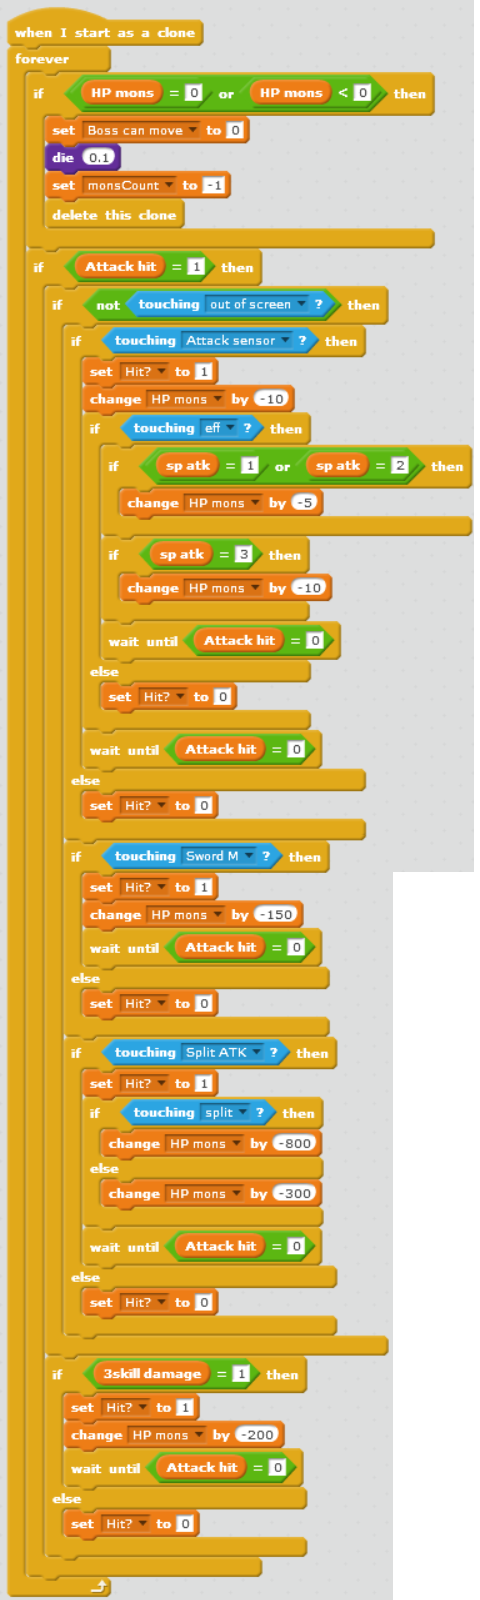 when I start as a clone
forever
if HP mons = 0 or HP mons < 0 then
set Boss can move to 0
die 0.1
set monsCount to -1
delete this clone
if Attack hit = 1 then
if not touching out of screen ? then
if touching Attack sensor ? then
set Hit? to 1
change HP mons by -10
if touching eff ? then
if sp atk = 1 or sp atk = 2 then
change HP mons by -5
if sp atk = 3 then
change HP mons by -10
wait until Attack hit = 0
else
set Hit? to 0
wait until Attack hit = 0
else
set Hit? to 0
if touching Sword M ? then
set Hit? to 1
change HP mons by -150
wait until Attack hit = 0
else
set Hit? to 0
if touching Split ATK ? then
set Hit? to 1
if touching split ? then
change HP mons by -800
else
change HP mons by -300
wait until Attack hit = 0
else
set Hit? to 0
if 3skill damage = 1 then
set Hit? to 1
change HP mons by -200
wait until Attack hit = 0
else
set Hit? to 0